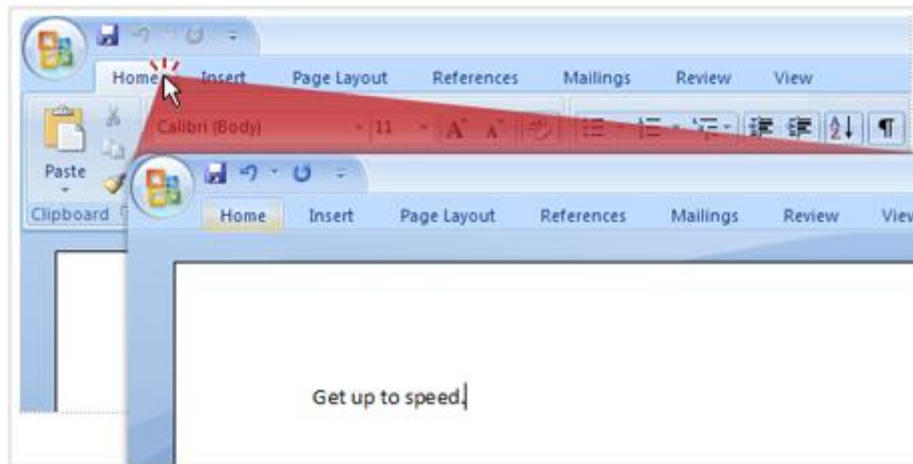 Home Insert Page Layout References Mailings Review View
Calibri (Body) 11 A A
A Z ¶
Paste
Clipboard
Home Insert Page Layout References Mailings Review View
Get up to speed.